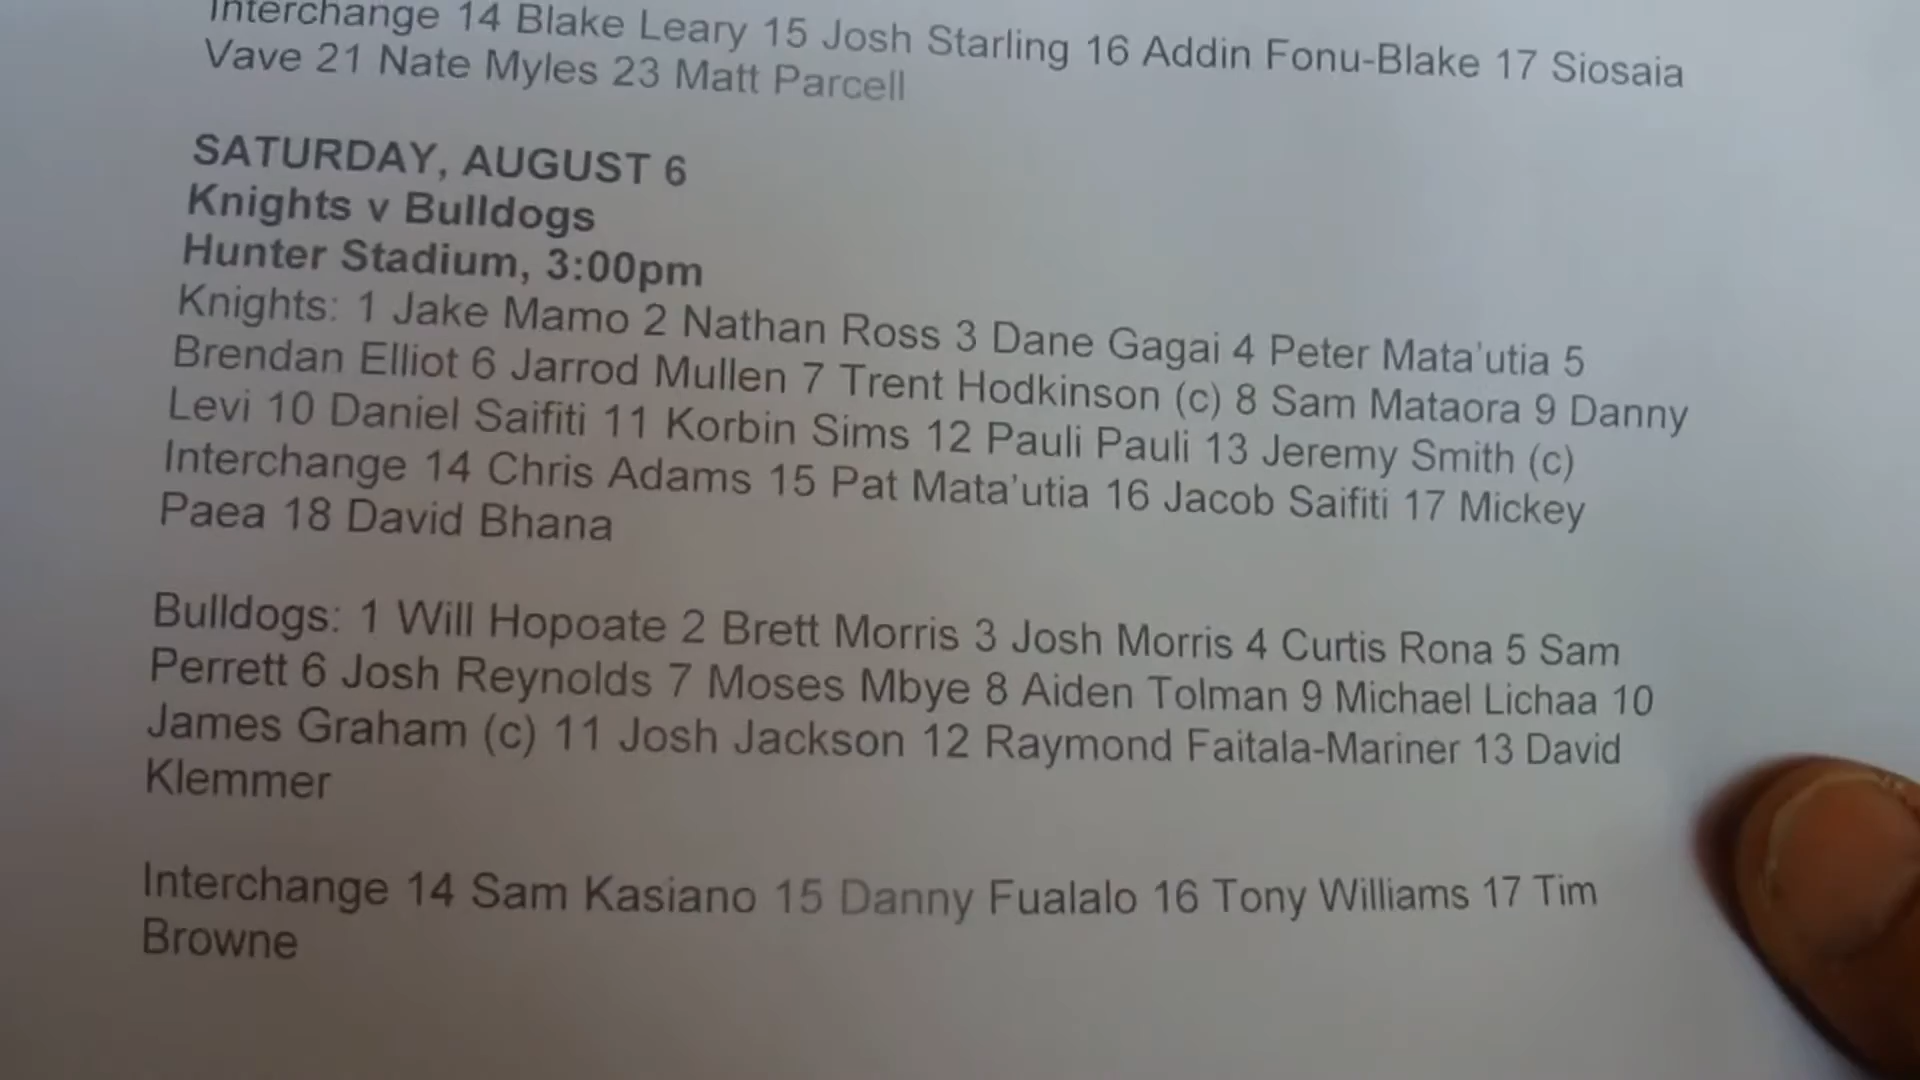 Interchange 14 Blake Leary 15 Josh Starling 16 Addin Fonu-Blake 17 Siosaia
Vave 21 Nate Myles 23 Matt Parcell
SATURDAY, AUGUST 6
Knights v Bulldogs
Hunter Stadium, 3:00pm
Knights: 1 Jake Mamo 2 Nathan Ross 3 Dane Gagai 4 Peter Mata'utia 5
Brendan Elliot 6 Jarrod Mullen 7 Trent Hodkinson (c) 8 Sam Mataora 9 Danny
Levi 10 Daniel Saifiti 11 Korbin Sims 12 Pauli Pauli 13 Jeremy Smith (c)
Interchange 14 Chris Adams 15 Pat Mata'utia 16 Jacob Saifiti 17 Mickey
Paea 18 David Bhana
Bulldogs: 1 Will Hopoate 2 Brett Morris 3 Josh Morris 4 Curtis Rona 5 Sam
Perrett 6 Josh Reynolds 7 Moses Mbye 8 Aiden Tolman 9 Michael Lichaa 10
James Graham (c) 11 Josh Jackson 12 Raymond Faitala-Mariner 13 David
Klemmer
Interchange 14 Sam Kasiano 15 Danny Fualalo 16 Tony Williams 17 Tim
Browne